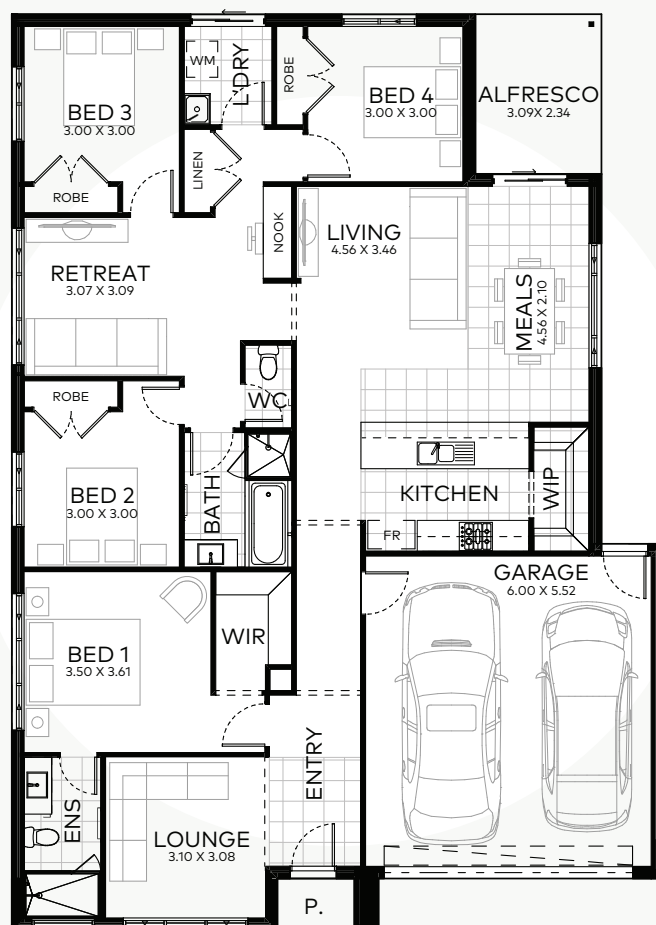 WM
L'DRY
ROBE
BED 3
3.00 X 3.00
BED 4
3.00 X 3.00
ALFRESCO
3.09X 2.34
LINEN
ROBE
NOOK
LIVING
4.56 X 3.46
RETREAT
3.07 X 3.09
MEALS
4.56 X 2.10
ROBE
WC
BED 2
3.00 X 3.00
BATH
KITCHEN
WIP
FR
GARAGE
6.00 X 5.52
BED 1
3.50 X 3.61
WIR
ENTRY
ENS
LOUNGE
3.10 X 3.08
P.